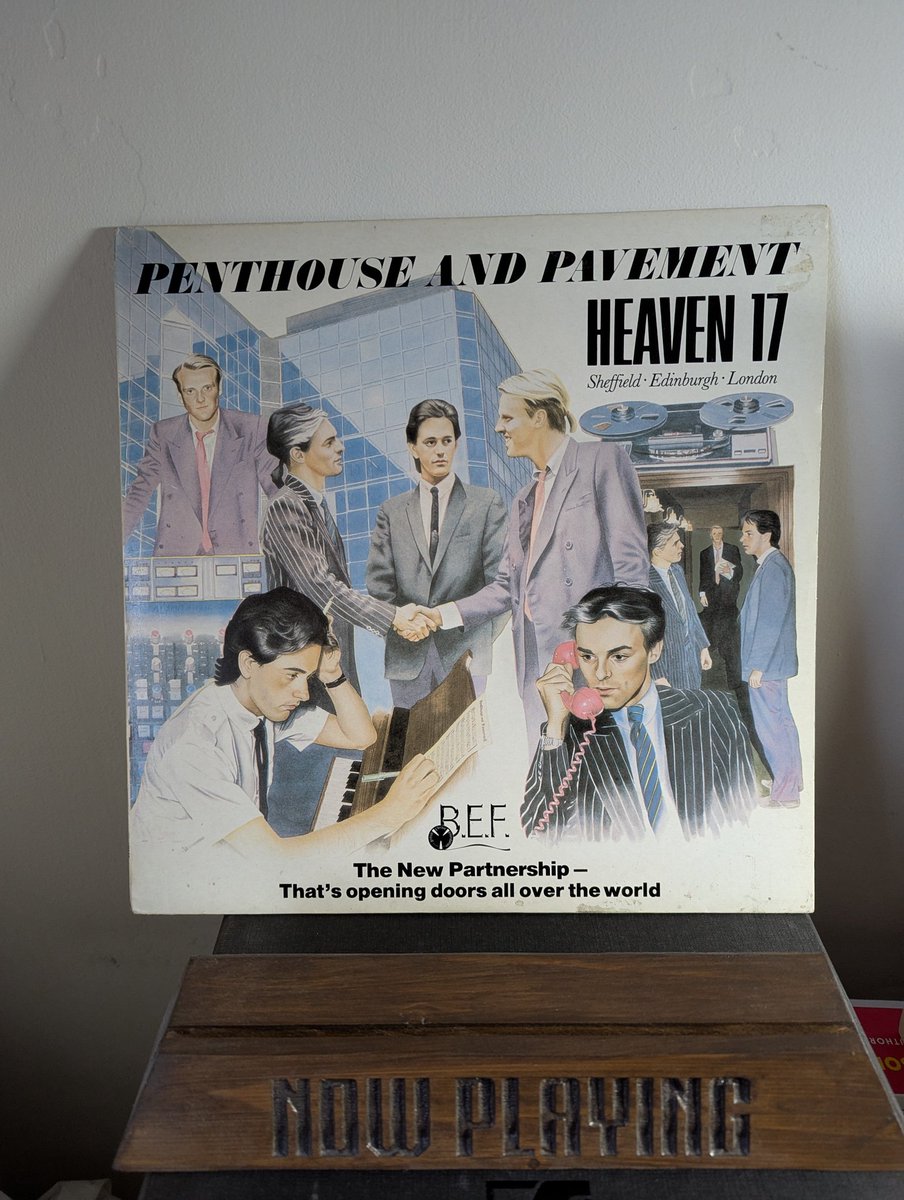 PENTHOUSE AND PAVEMENT
HEAVEN 17
Sheffield · Edinburgh · London
B.E.F.
The New Partnership –
That's opening doors all over the world
NOW PLAYING